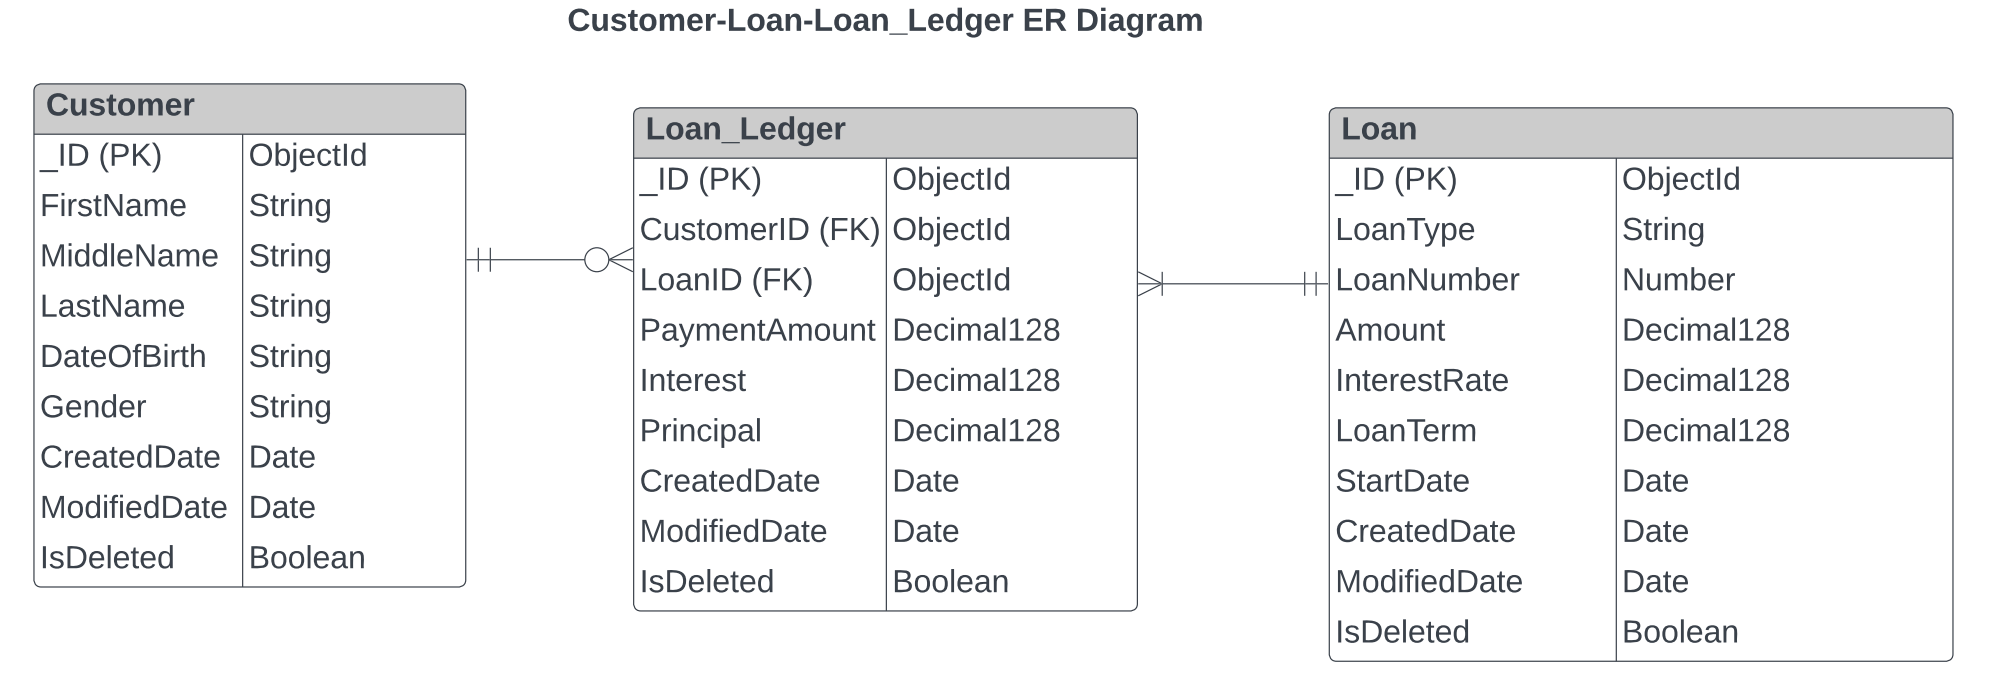 Customer-Loan-Loan_Ledger ER Diagram
Customer
_ID (PK) ObjectId
FirstName String
MiddleName String
LastName String
DateOfBirth String
Gender String
CreatedDate Date
ModifiedDate Date
IsDeleted Boolean
Loan_Ledger
_ID (PK) ObjectId
CustomerID (FK) ObjectId
LoanID (FK) ObjectId
PaymentAmount Decimal128
Interest Decimal128
Principal Decimal128
CreatedDate Date
ModifiedDate Date
IsDeleted Boolean
Loan
_ID (PK) ObjectId
LoanType String
LoanNumber Number
Amount Decimal128
InterestRate Decimal128
LoanTerm Decimal128
StartDate Date
CreatedDate Date
ModifiedDate Date
IsDeleted Boolean